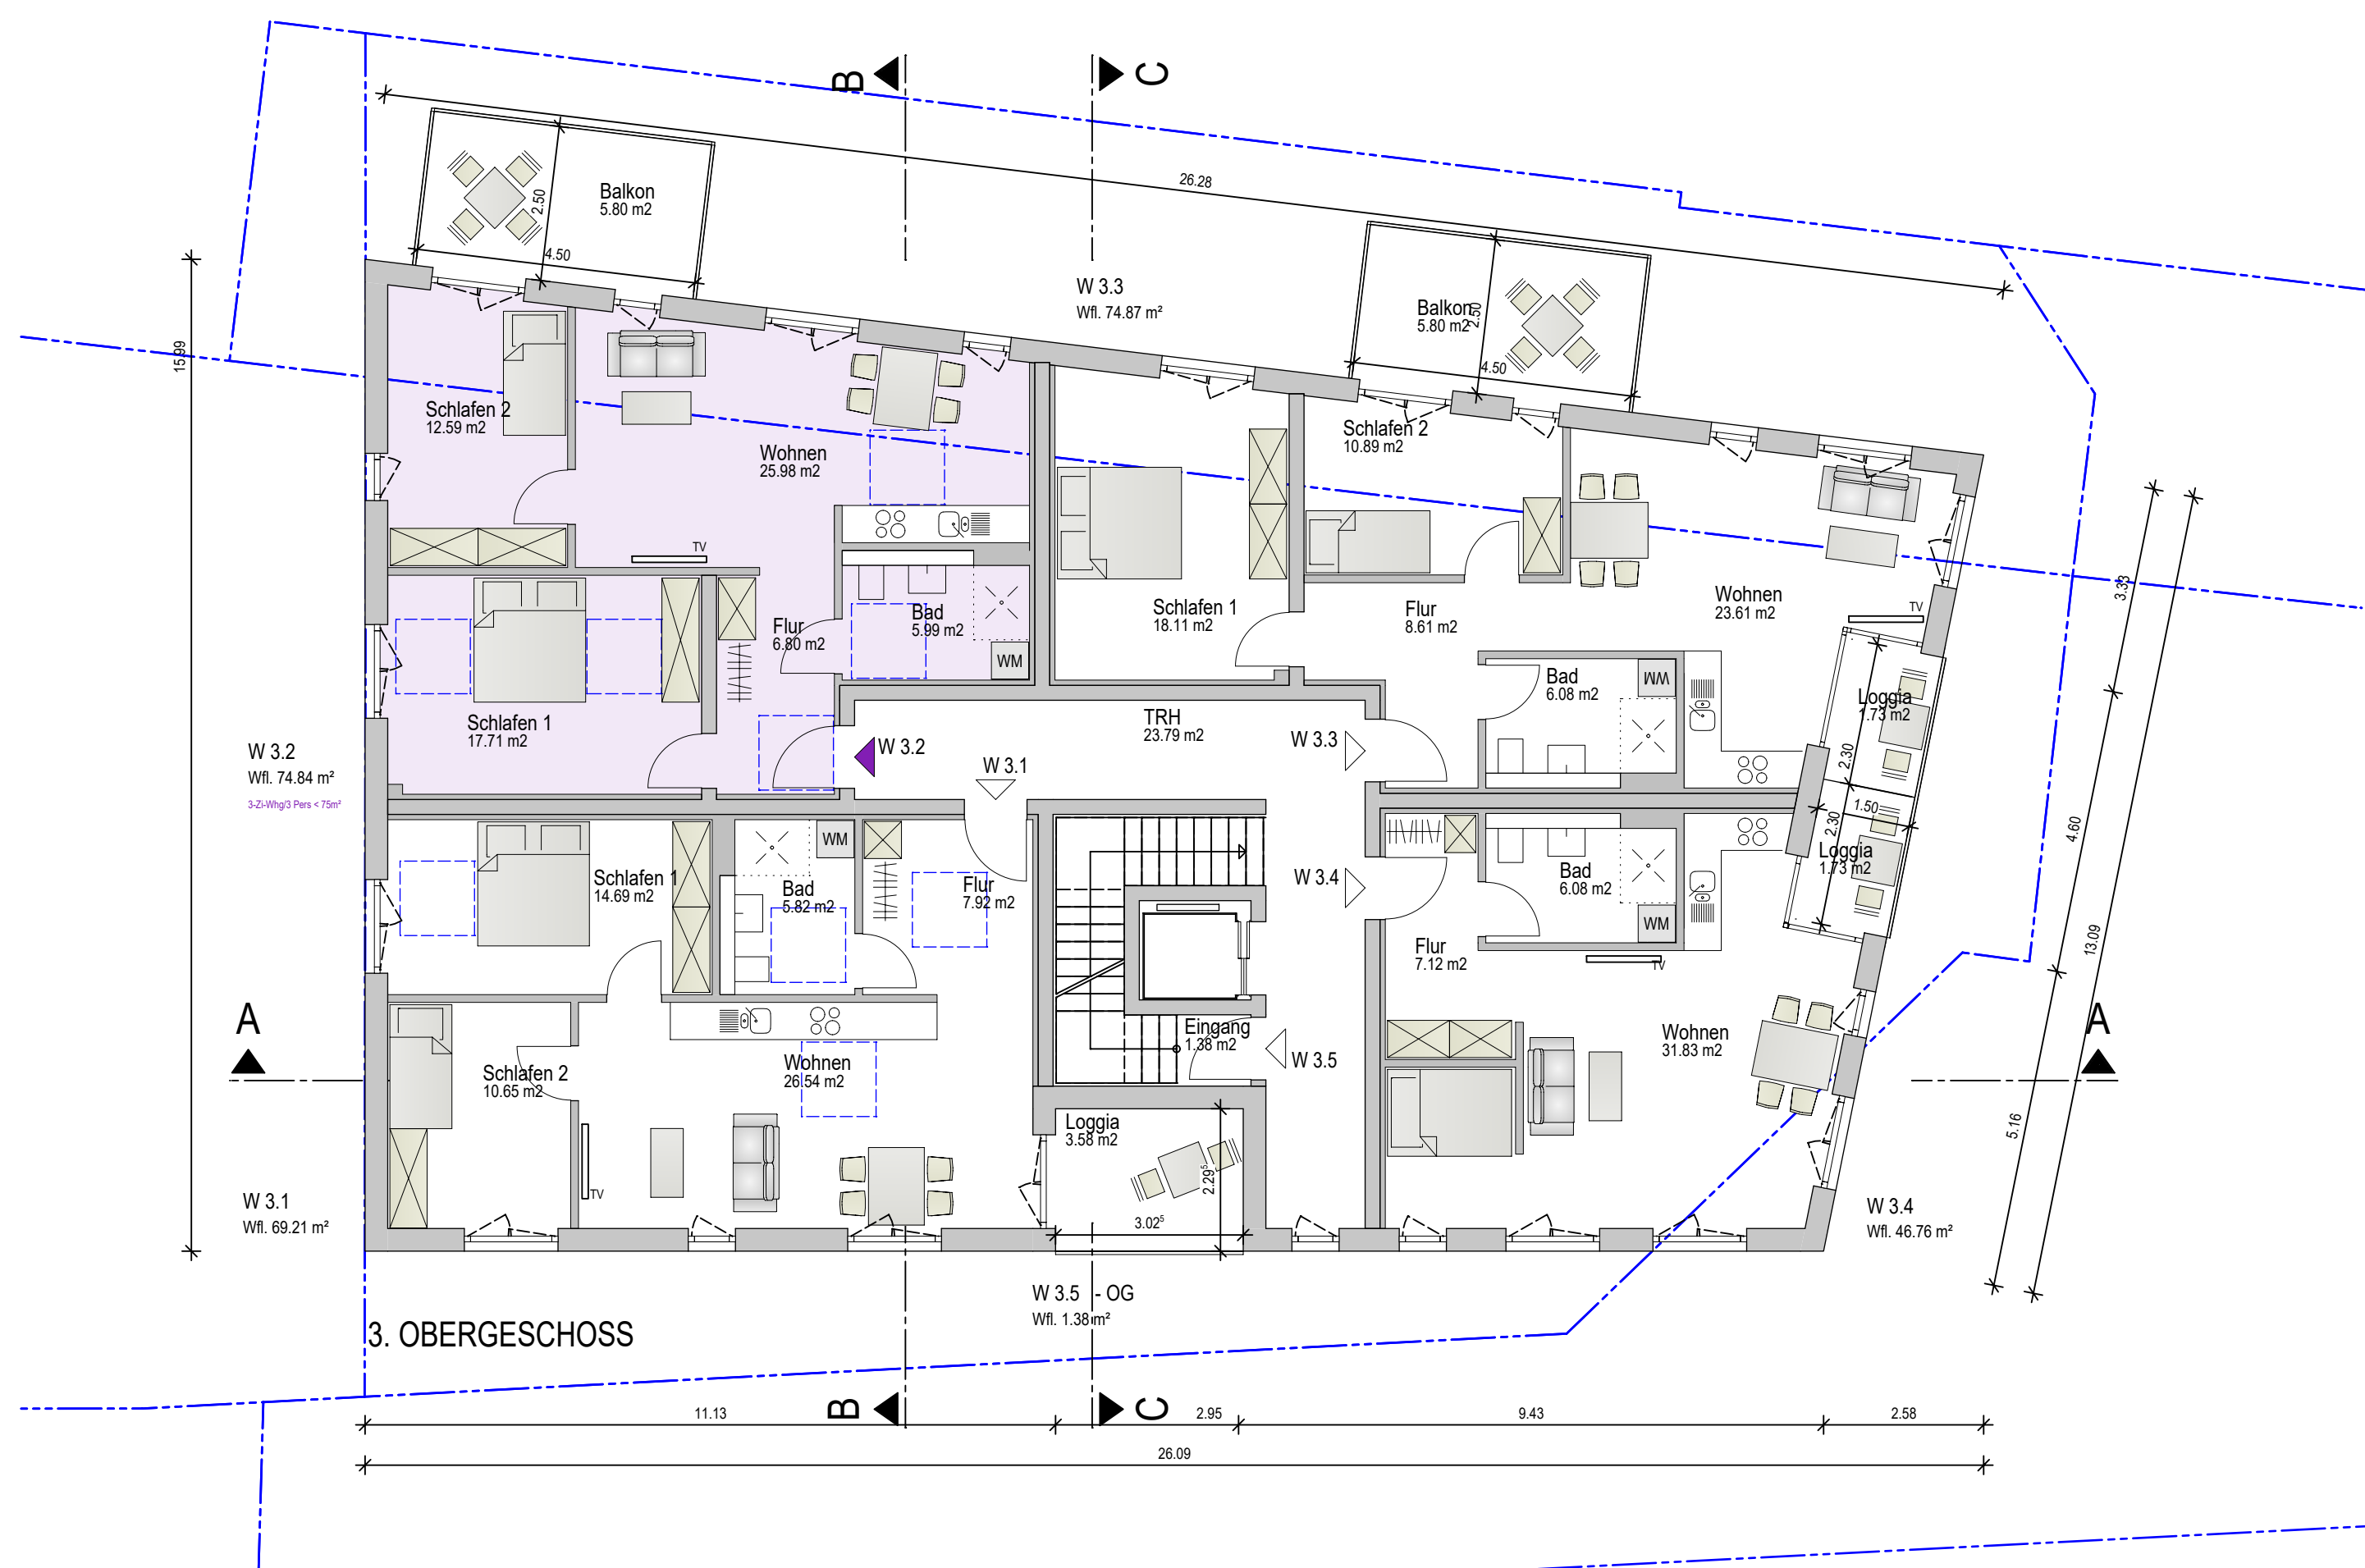 B
C
26.28
Balkon
5.80 m2
2.50
4.50
W 3.3
Wfl. 74.87 m²
Balkon
5.80 m2
2.50
4.50
15.99
Schlafen 2
12.59 m2
Wohnen
25.98 m2
Schlafen 2
10.89 m2
TV
Schlafen 1
18.11 m2
Flur
8.61 m2
Wohnen
23.61 m2
TV
3.33
Flur
6.80 m2
Bad
5.99 m2
WM
Bad
6.08 m2
WM
Loggia
1.73 m2
Schlafen 1
17.71 m2
TRH
23.79 m2
W 3.2
W 3.3
W 3.1
W 3.2
Wfl. 74.84 m²
3-Zi-Whg/3 Pers < 75m²
2.30
1.50
2.30
4.60
13.09
WM
Schlafen 1
14.69 m2
Bad
5.82 m2
Flur
7.92 m2
W 3.4
Bad
6.08 m2
WM
Loggia
1.73 m2
Flur
7.12 m2
TV
A
A
Schlafen 2
10.65 m2
Wohnen
26.54 m2
Eingang
1.38 m2
W 3.5
Wohnen
31.83 m2
Loggia
3.58 m2
2.29⁵
3.02⁵
5.16
TV
W 3.1
Wfl. 69.21 m²
W 3.4
Wfl. 46.76 m²
W 3.5 - OG
Wfl. 1.38 m²
3. OBERGESCHOSS
B
C
11.13
2.95
9.43
2.58
26.09